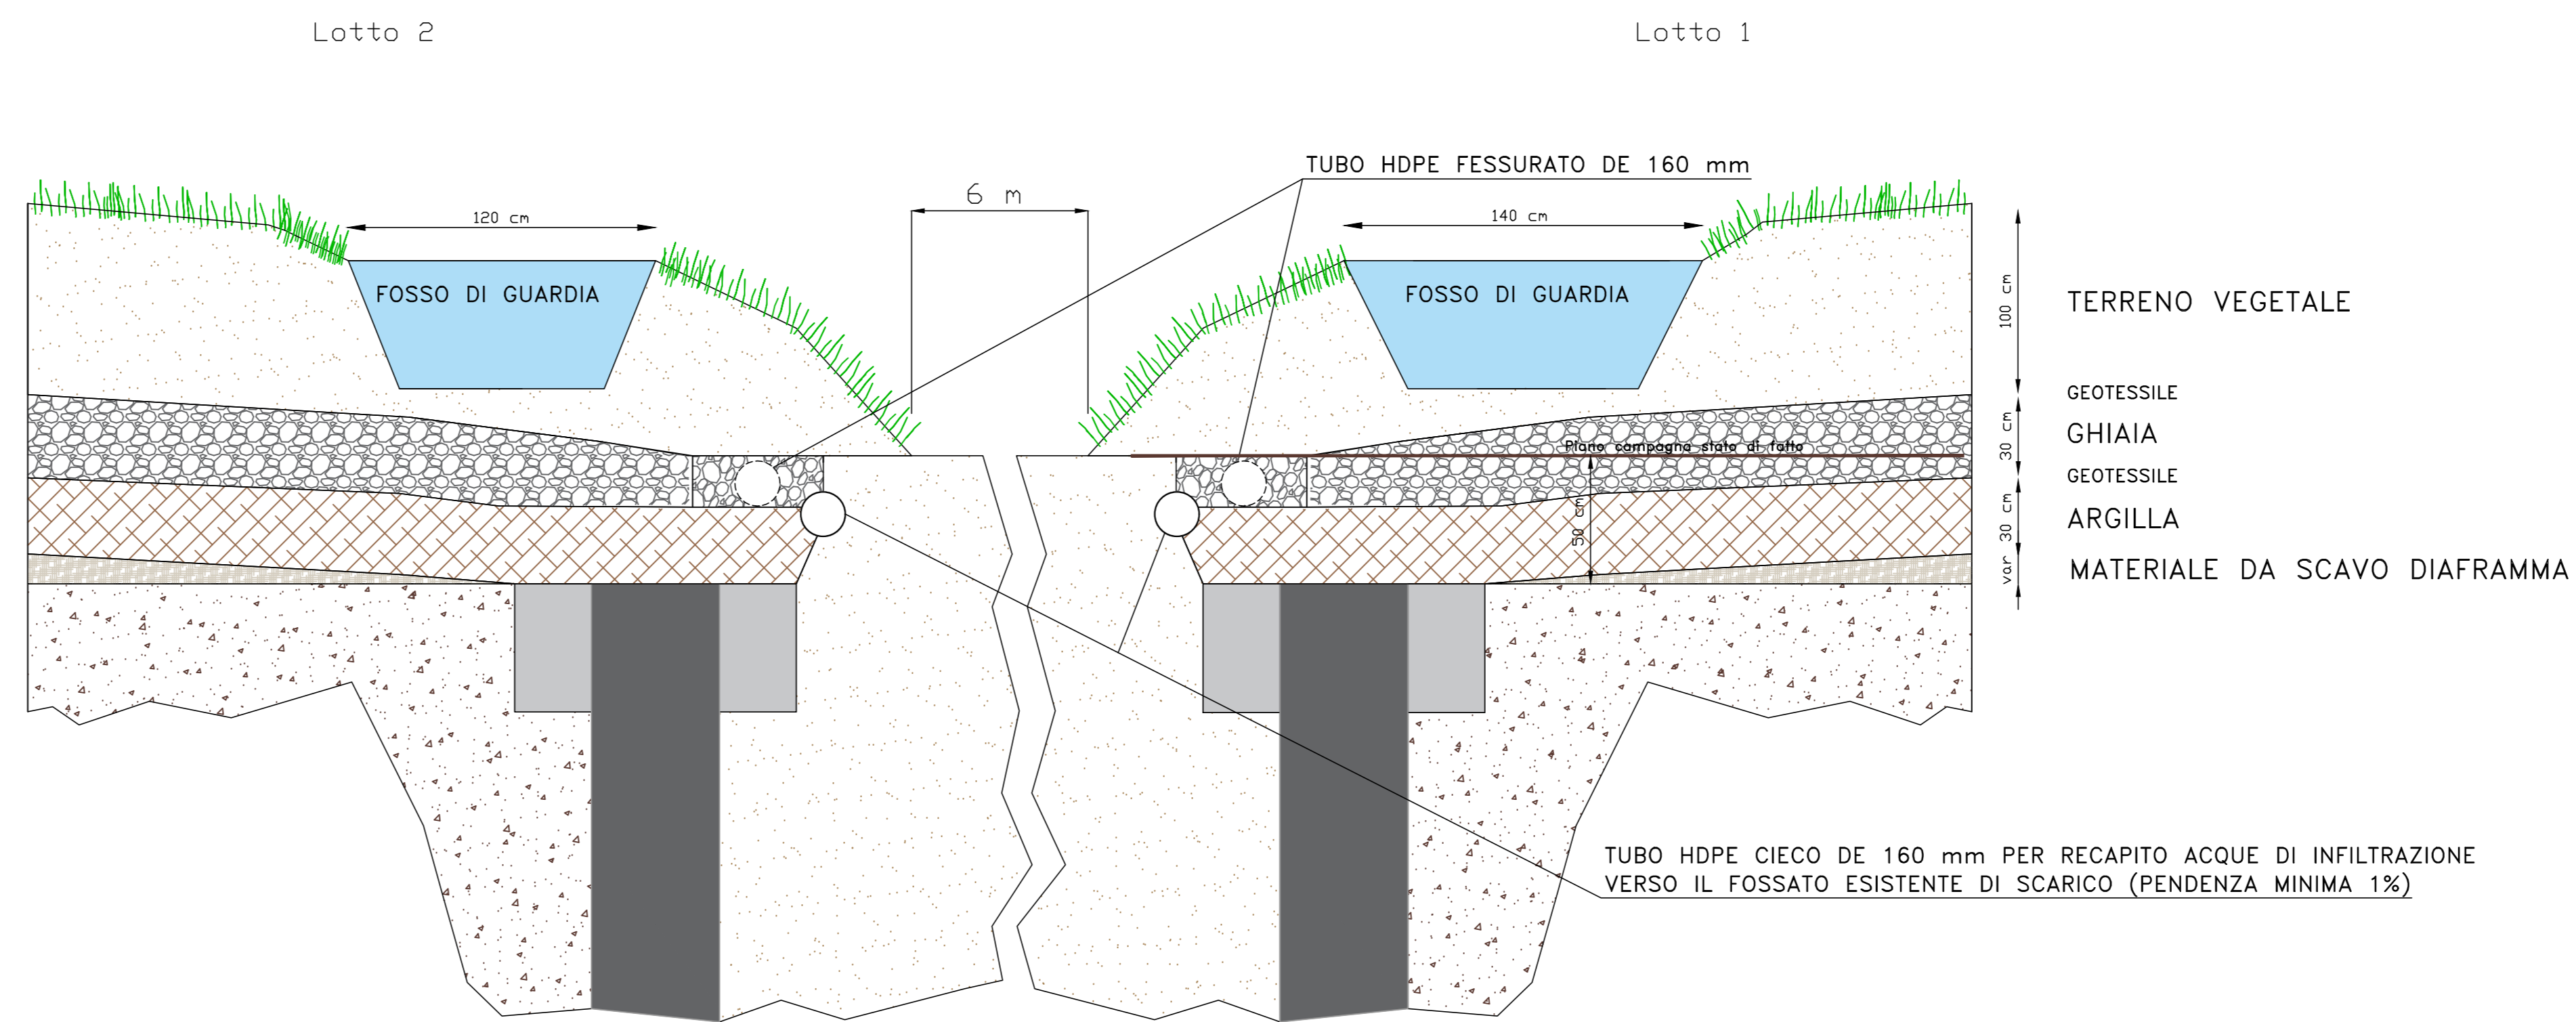 Lotto 2
Lotto 1
TUBO HDPE FESSURATO DE 160 mm
6 m
120 cm
140 cm
FOSSO DI GUARDIA
FOSSO DI GUARDIA
100 cm
TERRENO VEGETALE
GEOTESSILE
30 cm
GHIAIA
Piano campagna stato di fatto
GEOTESSILE
50 cm
30 cm
ARGILLA
var
MATERIALE DA SCAVO DIAFRAMMA
TUBO HDPE CIECO DE 160 mm PER RECAPITO ACQUE DI INFILTRAZIONE
VERSO IL FOSSATO ESISTENTE DI SCARICO (PENDENZA MINIMA 1%)